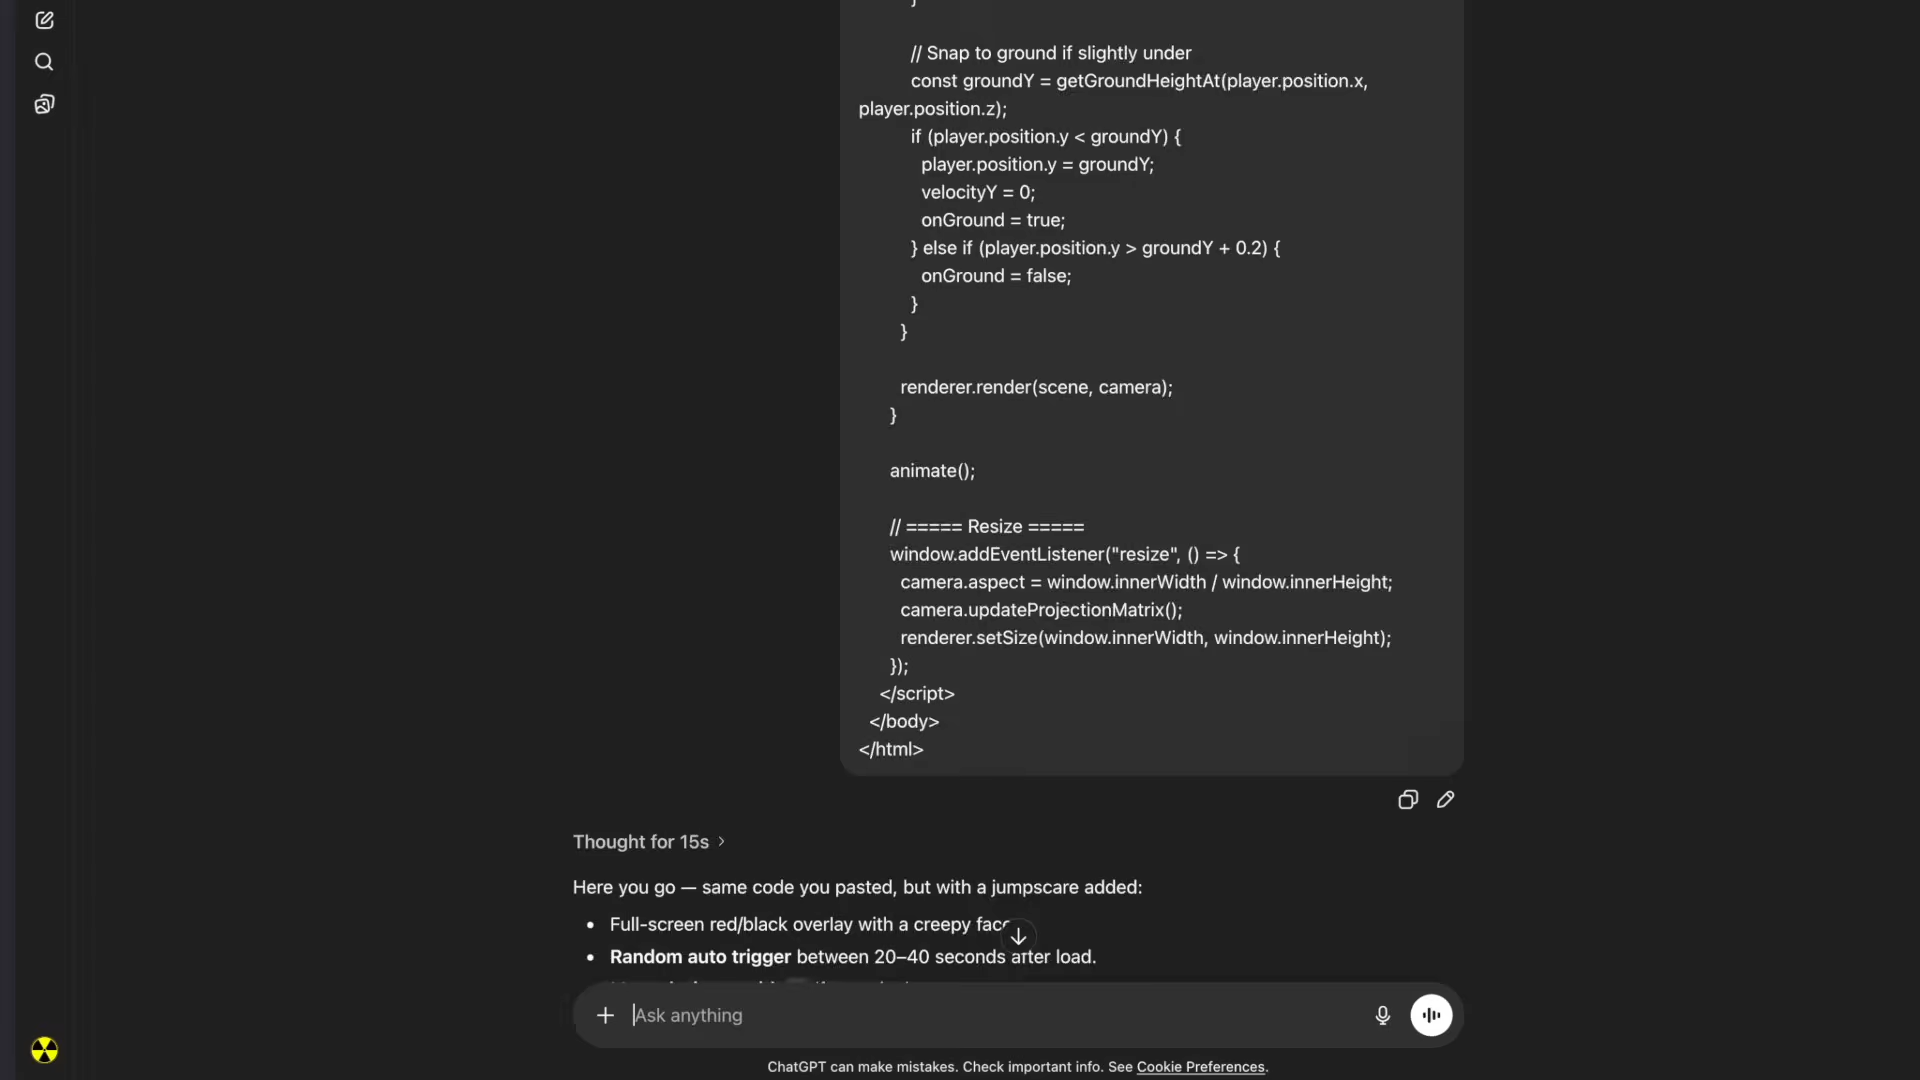 }
// Snap to ground if slightly under
const groundY = getGroundHeightAt(player.position.x,
player.position.z);
if (player.position.y < groundY) {
player.position.y = groundY;
velocityY = 0;
onGround = true;
} else if (player.position.y > groundY + 0.2) {
onGround = false;
}
}
renderer.render(scene, camera);
}
animate();
// ===== Resize =====
window.addEventListener("resize", () => {
camera.aspect = window.innerWidth / window.innerHeight;
camera.updateProjectionMatrix();
renderer.setSize(window.innerWidth, window.innerHeight);
});
</script>
</body>
</html>
Thought for 15s >
Here you go — same code you pasted, but with a jumpscare added:
• Full-screen red/black overlay with a creepy face
• Random auto trigger between 20–40 seconds after load.
Ask anything
ChatGPT can make mistakes. Check important info. See Cookie Preferences.